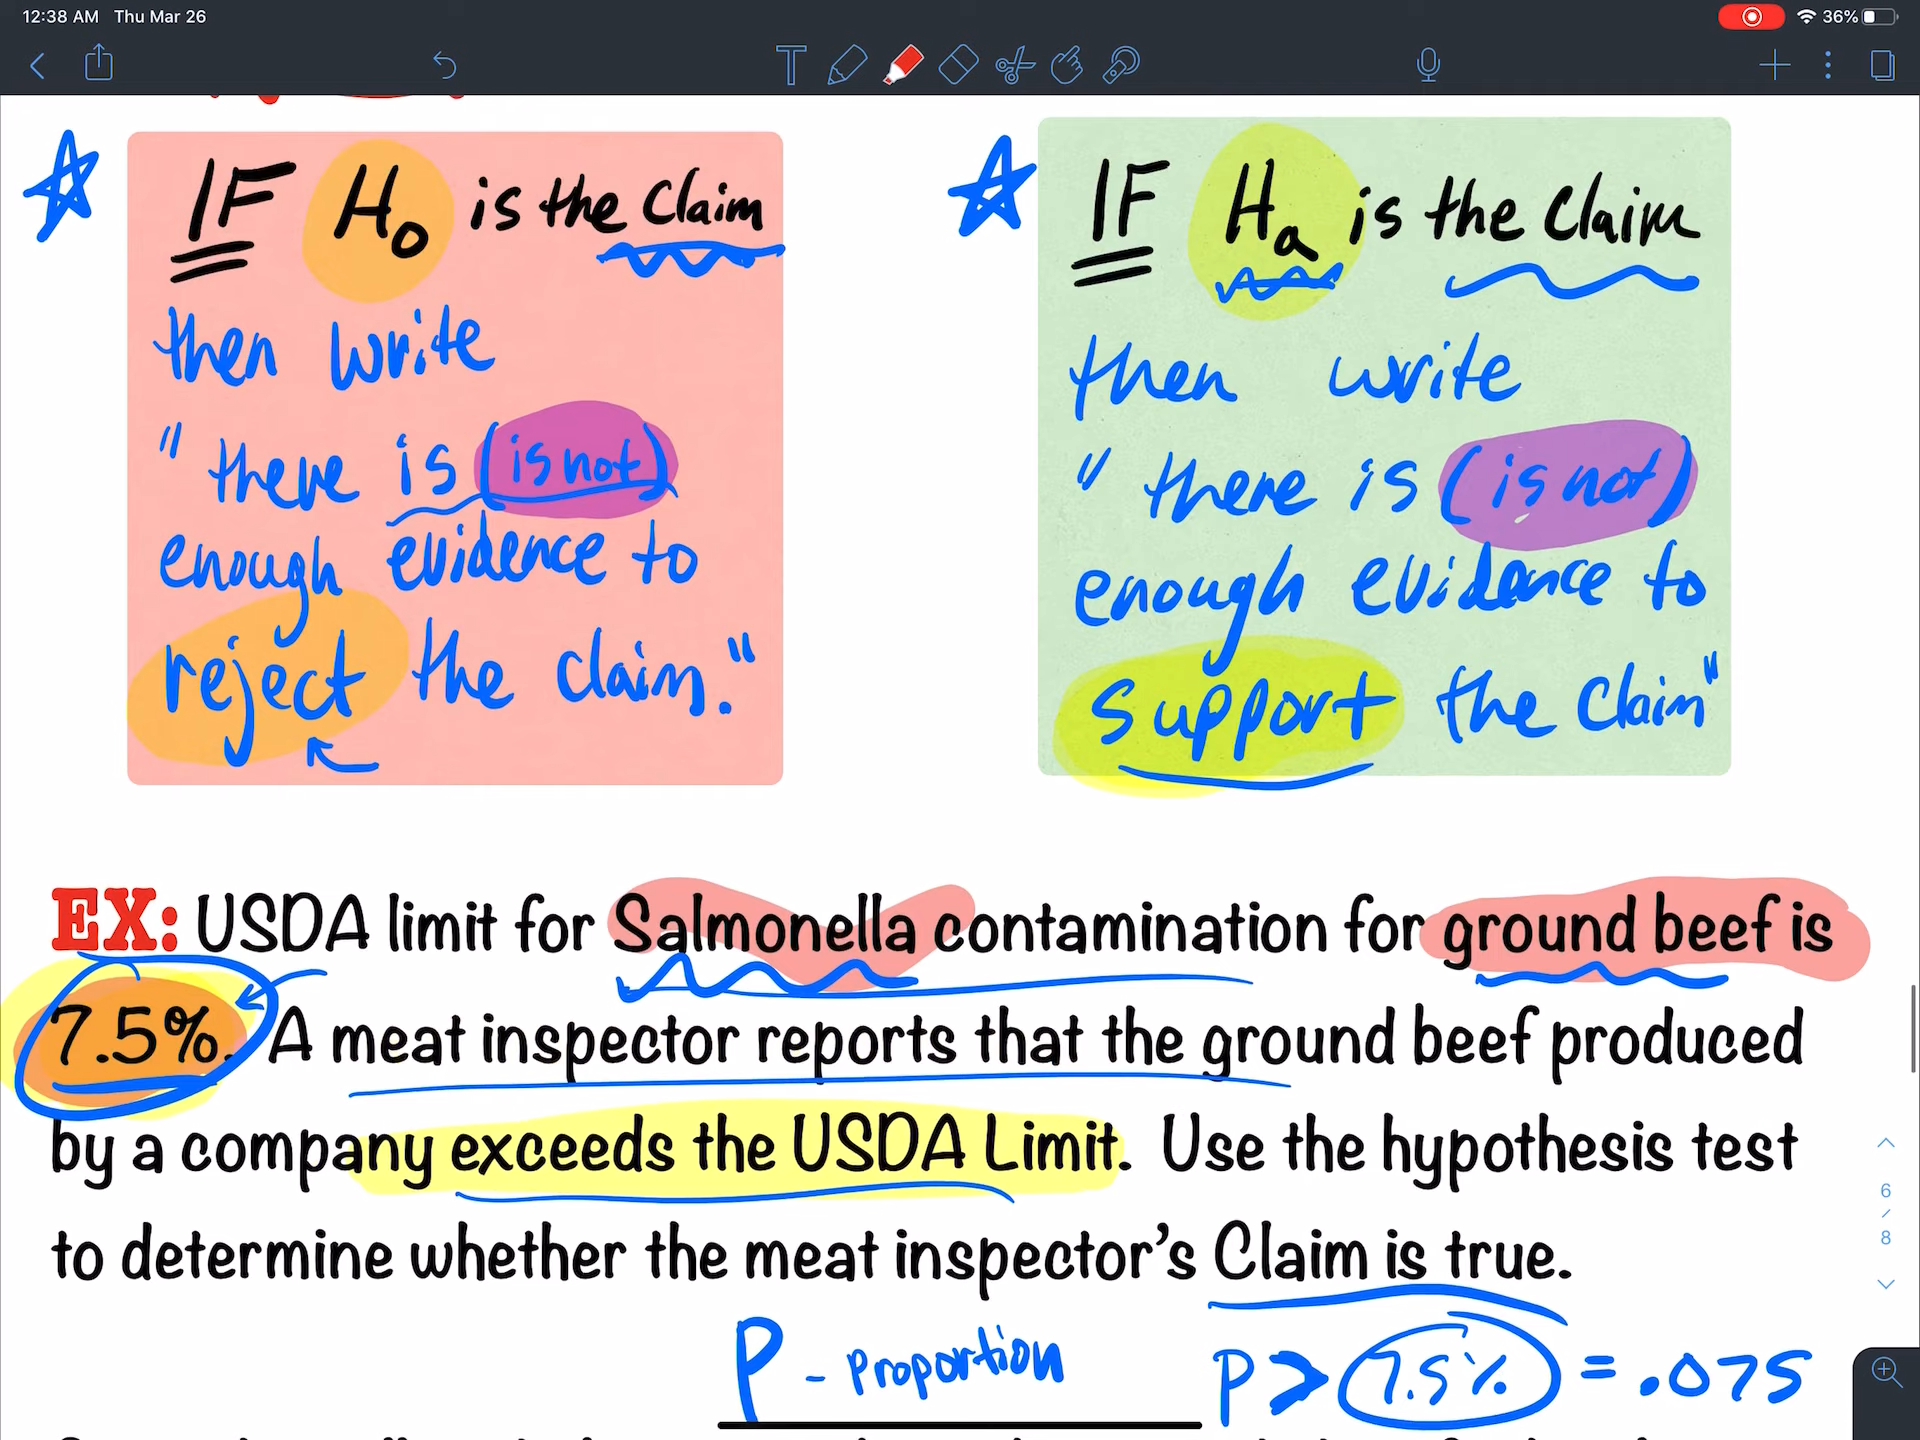 12:38 AM Thu Mar 26
36%
IF H0 is the Claim
then write
" there is (is not)
enough evidence to
reject the claim."
IF Ha is the Claim
then write
" there is (is not)
enough evidence to
support the Claim"
EX: USDA limit for Salmonella contamination for ground beef is
7.5%. A meat inspector reports that the ground beef produced
by a company exceeds the USDA Limit. Use the hypothesis test
to determine whether the meat inspector's Claim is true.
P - Proportion
P > 7.5% = .075
6
/
8